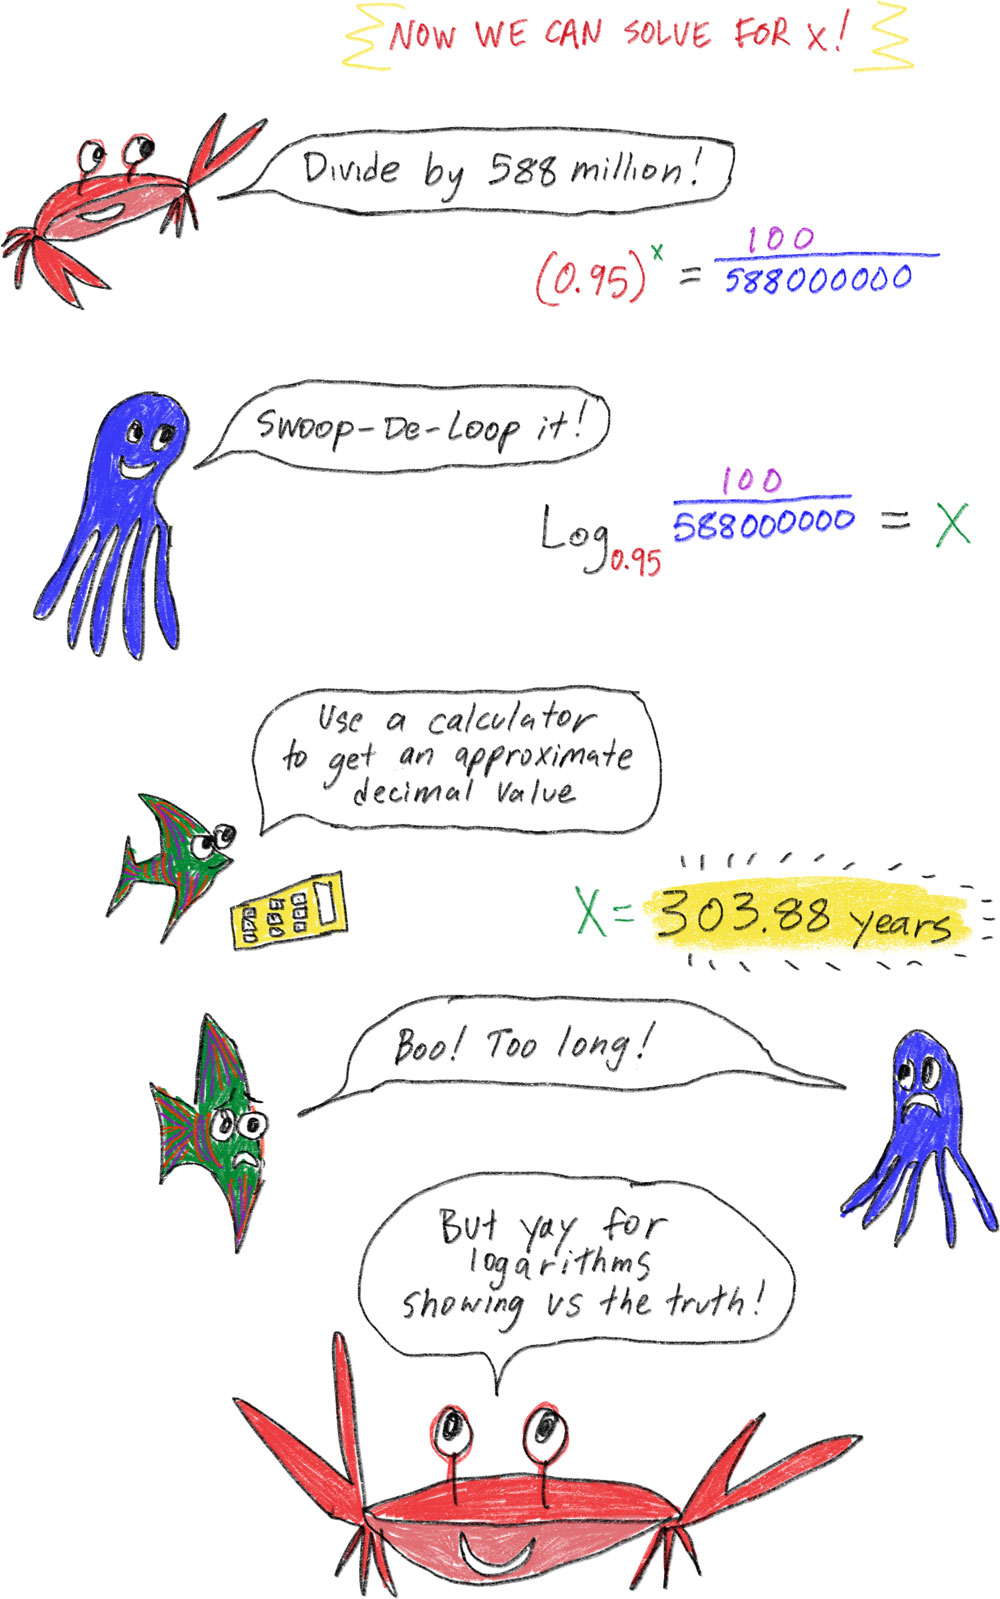 NOW WE CAN SOLVE FOR X!
Divide by 588 million!
(0.95)^x = 100/588000000
Swoop-De-Loop it!
Log_0.95 100/588000000 = X
Use a calculator
to get an approximate
decimal value
X = 303.88 years
Boo! Too long!
But yay for
logarithms
showing us the truth!